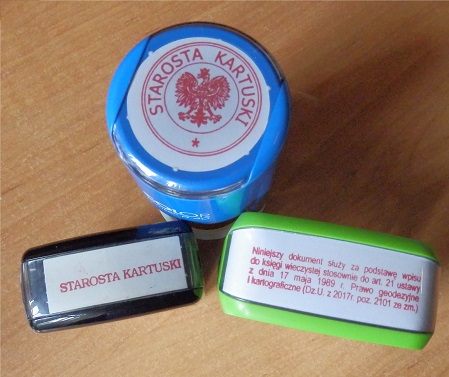 STAROSTA KARTUSKI
STAROSTA KARTUSKI
Niniejszy dokument służy za podstawę wpisu
do księgi wieczystej stosownie do art. 21 ustawy
z dnia 17 maja 1989 r. Prawo geodezyjne
i kartograficzne (Dz.U. z 2017r. poz. 2101 ze zm.)